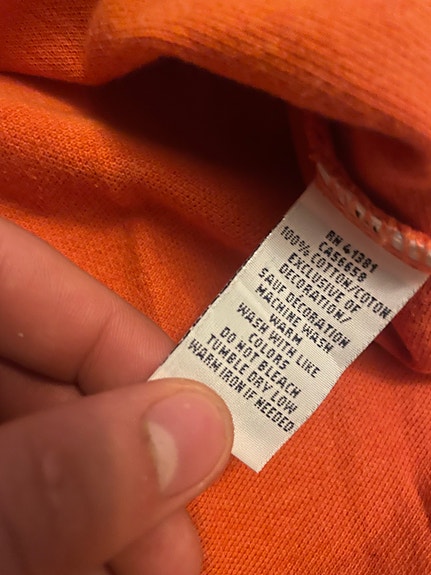 RN 41381
CA56658
100% COTTON/COTON
EXCLUSIVE OF
DECORATION/
SAUF DÉCORATION
MACHINE WASH
WARM
WASH WITH LIKE
COLORS
DO NOT BLEACH
TUMBLE DRY LOW
WARM IRON IF NEEDED